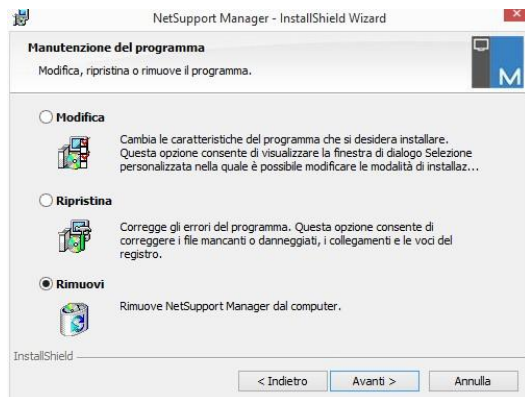 NetSupport Manager - InstallShield Wizard
Manutenzione del programma
Modifica, ripristina o rimuove il programma.
M
Modifica
Cambia le caratteristiche del programma che si desidera installare.
Questa opzione consente di visualizzare la finestra di dialogo Selezione
personalizzata nella quale è possibile modificare le modalità di installaz...
Ripristina
Corregge gli errori del programma. Questa opzione consente di
correggere i file mancanti o danneggiati, i collegamenti e le voci del
registro.
Rimuovi
Rimuove NetSupport Manager dal computer.
InstallShield
< Indietro Avanti > Annulla